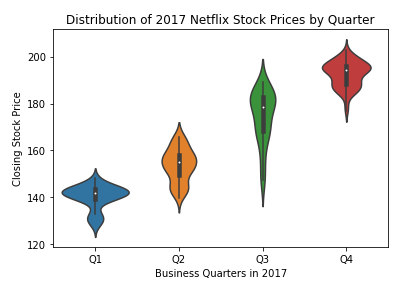 Distribution of 2017 Netflix Stock Prices by Quarter
200
180
160
140
120
Closing Stock Price
Q1 Q2 Q3 Q4
Business Quarters in 2017